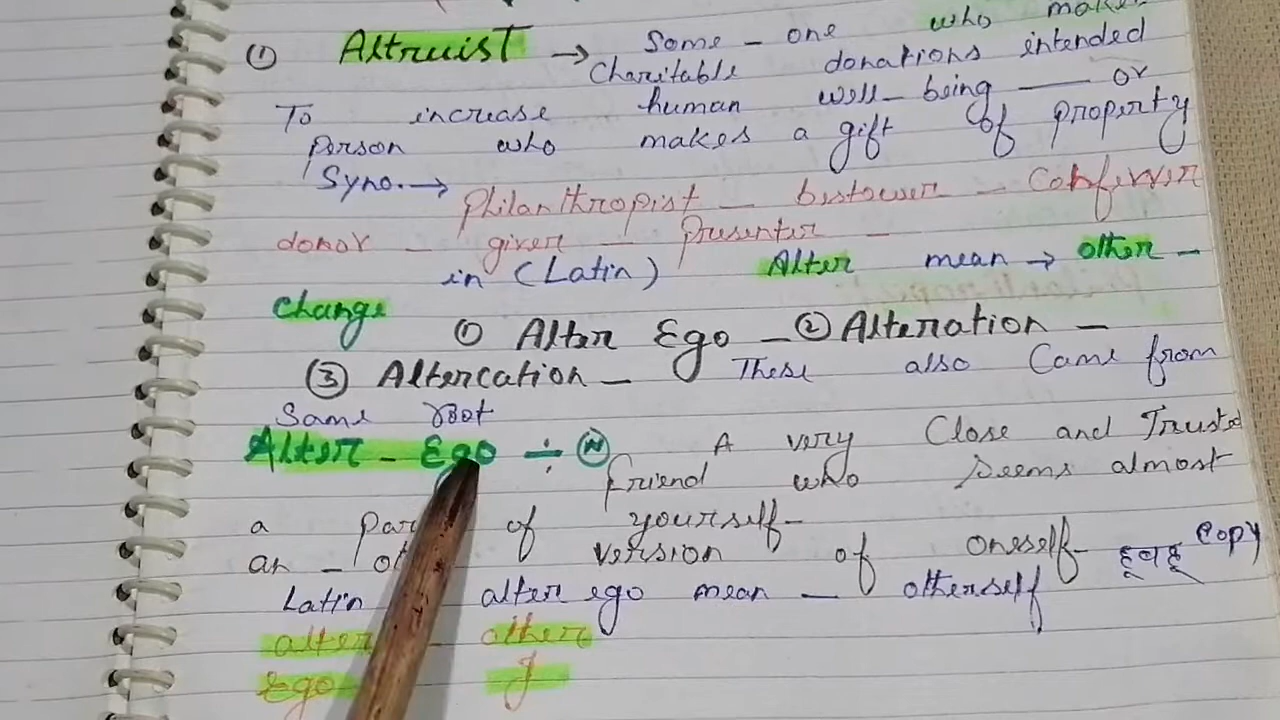 ① Altruist → Some - one who make
Charitable donations intended
To increase human well - being — or
person who makes a gift of property
Syno. → Philanthropist - bestower - Conferrer
donor - giver - Presenter -
in (Latin) Alter mean → other -
Change ① Alter Ego - ② Alteration -
③ Altercation - These also Came from
Same root
Alter - Ego ÷ Ⓝ A very Close and Trusted
friend who seems almost
a of yourself -
an - version of oneself - हूबहू Copy
Latin alter ego mean - otherself
alter other
Ego I